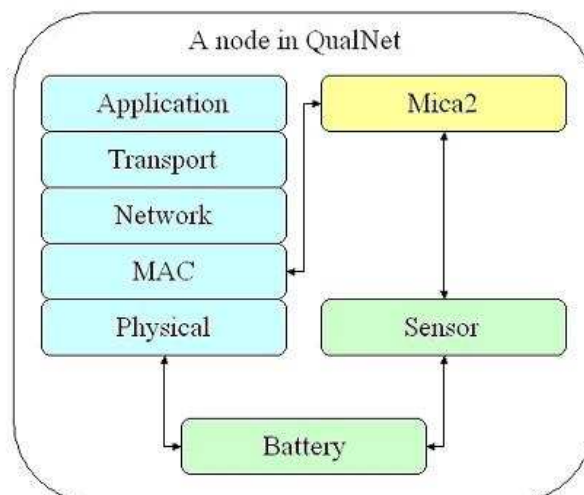 A node in QualNet
Application
Transport
Network
MAC
Physical
Mica2
Sensor
Battery